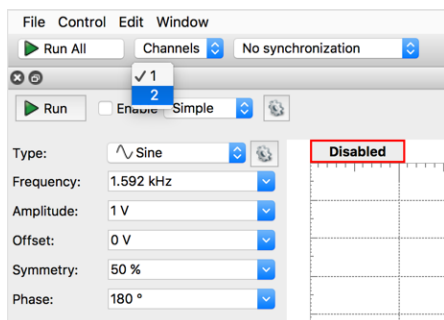 File Control Edit Window
Run All Channels No synchronization
✓ 1
2
Run Enable Simple
Type: Sine Disabled
Frequency: 1.592 kHz
Amplitude: 1 V
Offset: 0 V
Symmetry: 50 %
Phase: 180 °